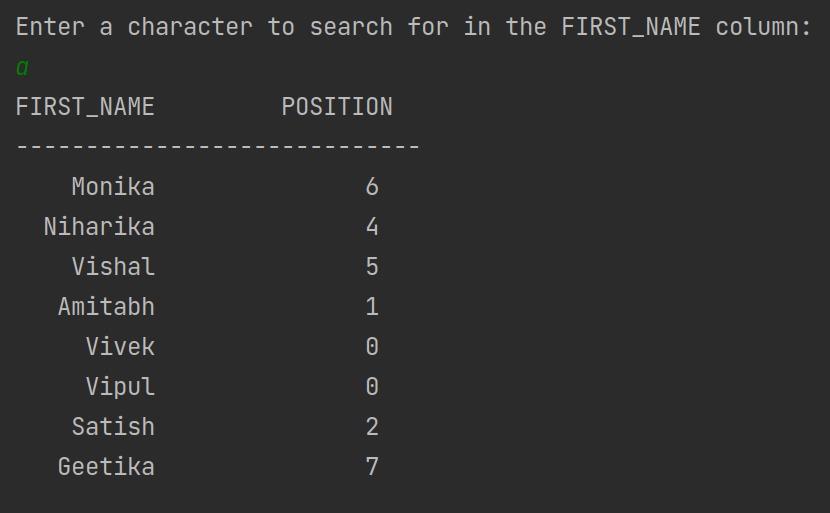 Enter a character to search for in the FIRST_NAME column:
a
FIRST_NAME         POSITION
-----------------------------
    Monika               6
  Niharika               4
    Vishal               5
   Amitabh               1
     Vivek               0
     Vipul               0
    Satish               2
   Geetika               7